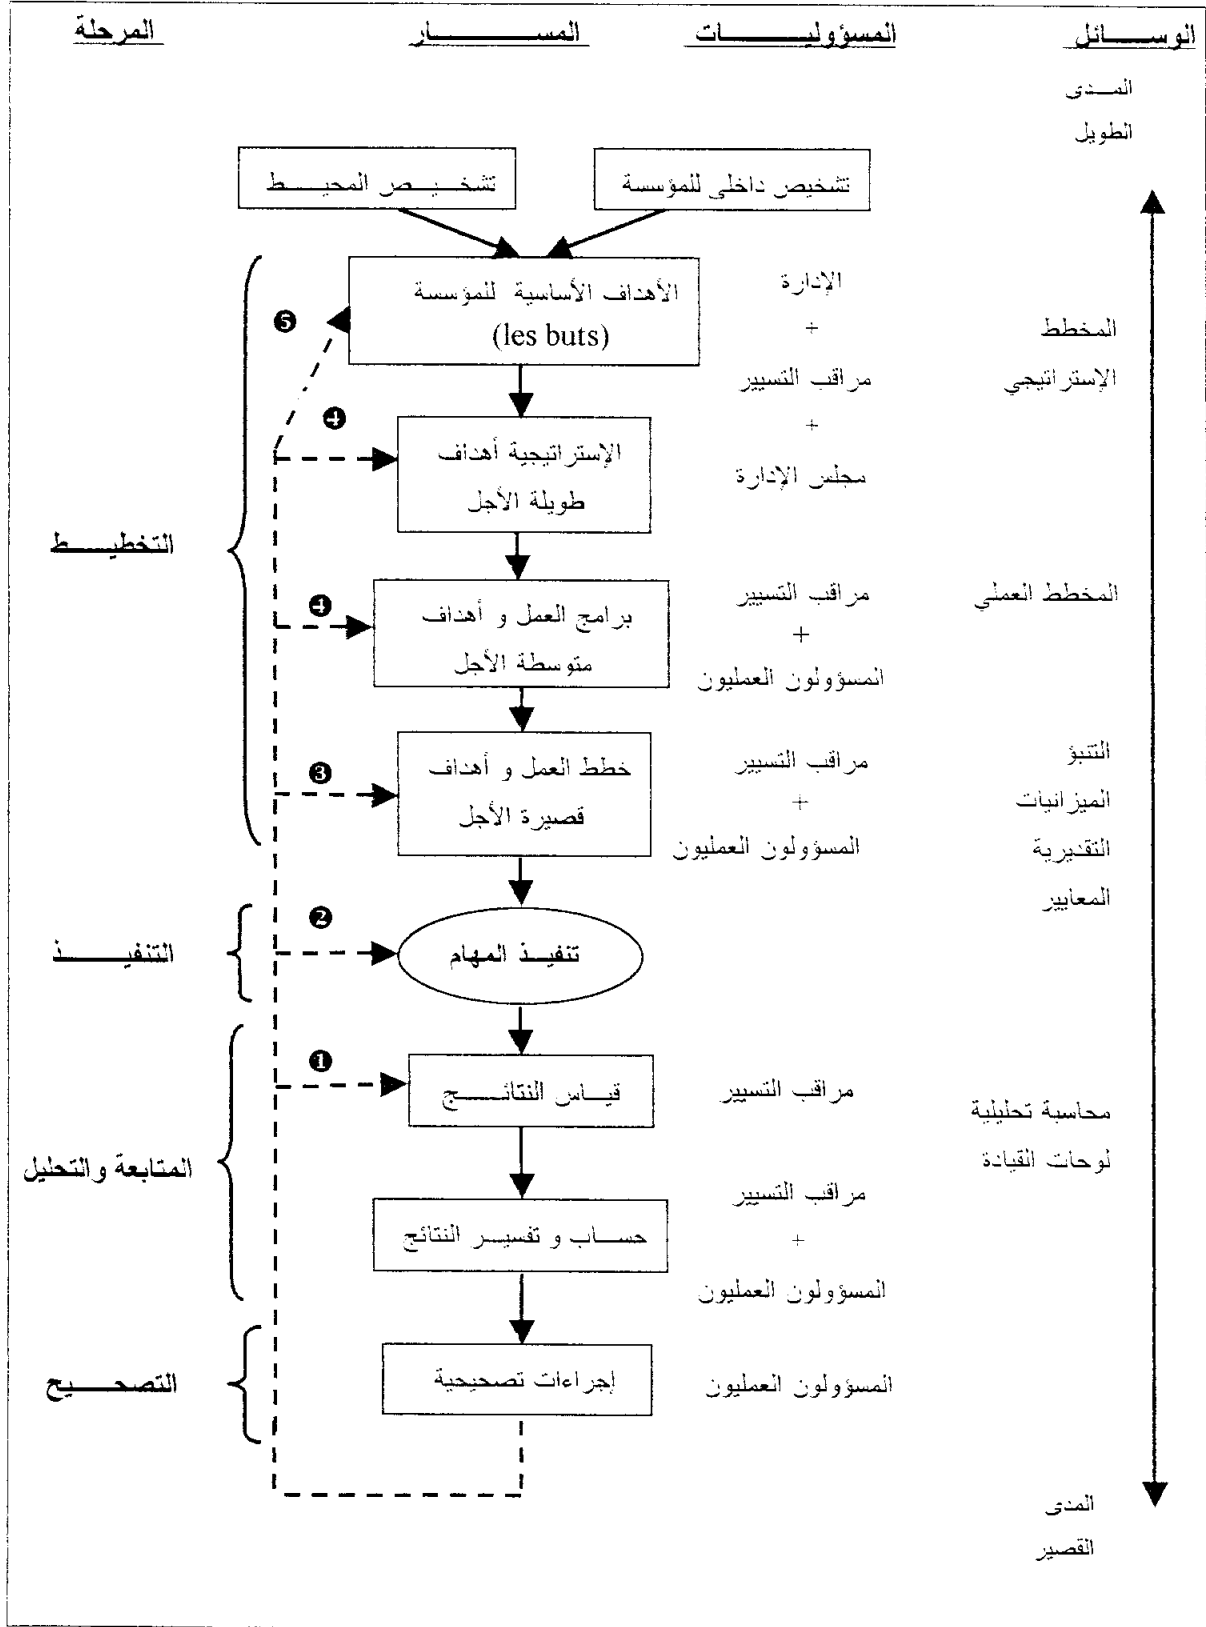 الوسائل المسؤوليات المسار المرحلة
المدى
الطويل
تشخيص داخلي للمؤسسة تشخيص المحيط
الأهداف الأساسية للمؤسسة
(les buts)
❺
الإدارة
+
مراقب التسيير
+
مجلس الإدارة
المخطط
الإستراتيجي
❹
الإستراتيجية أهداف
طويلة الأجل
التخطيط
❹
برامج العمل و أهداف
متوسطة الأجل
مراقب التسيير
+
المسؤولون العمليون
المخطط العملي
❸
خطط العمل و أهداف
قصيرة الأجل
مراقب التسيير
+
المسؤولون العمليون
التنبؤ
الميزانيات
التقديرية
المعايير
❷
تنفيذ المهام
التنفيذ
❶
قياس النتائج
مراقب التسيير
محاسبة تحليلية
لوحات القيادة
المتابعة والتحليل
حساب و تفسير النتائج
مراقب التسيير
+
المسؤولون العمليون
إجراءات تصحيحية
المسؤولون العمليون
التصحيح
المدى
القصير